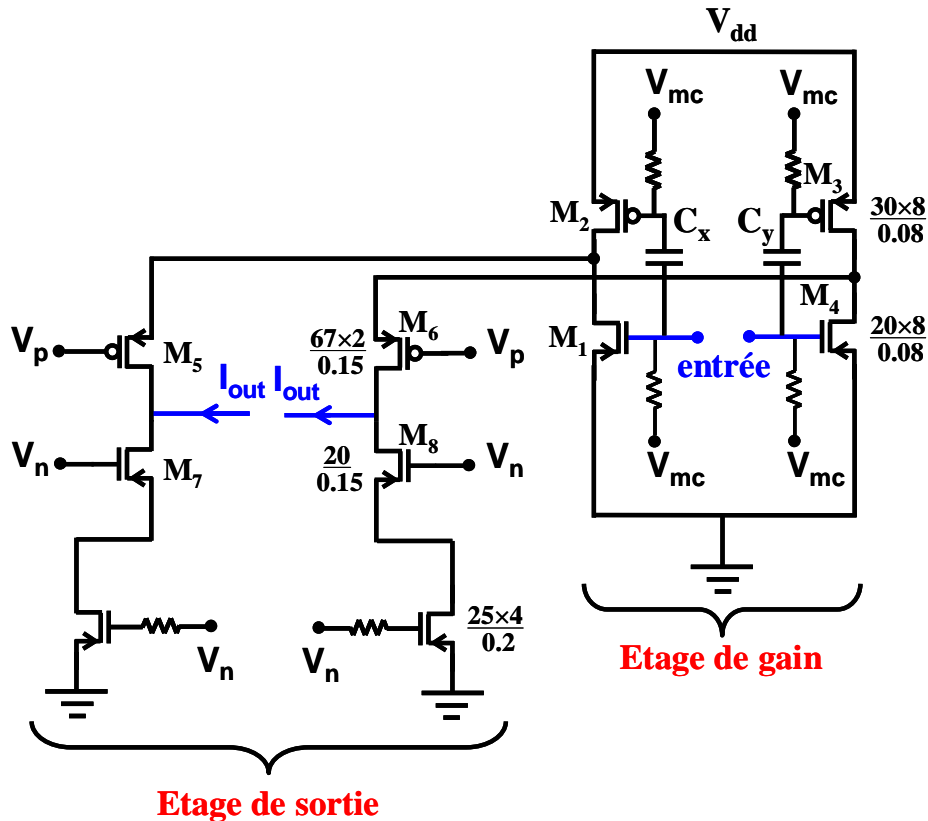 Vdd
Vmc
Vmc
M3
M2
Cx
Cy
30×8
0.08
M4
M1
entrée
20×8
0.08
Vmc
Vmc
Vp
M5
67×2
0.15
M6
Vp
Iout
Iout
Vn
M7
20
0.15
M8
Vn
Vn
Vn
25×4
0.2
Etage de gain
Etage de sortie